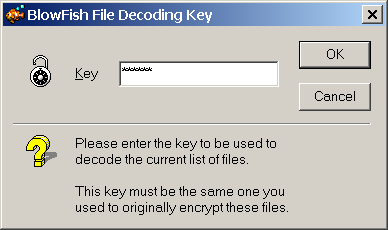 BlowFish File Decoding Key
Key
*******
OK
Cancel
Please enter the key to be used to
decode the current list of files.
This key must be the same one you
used to originally encrypt these files.